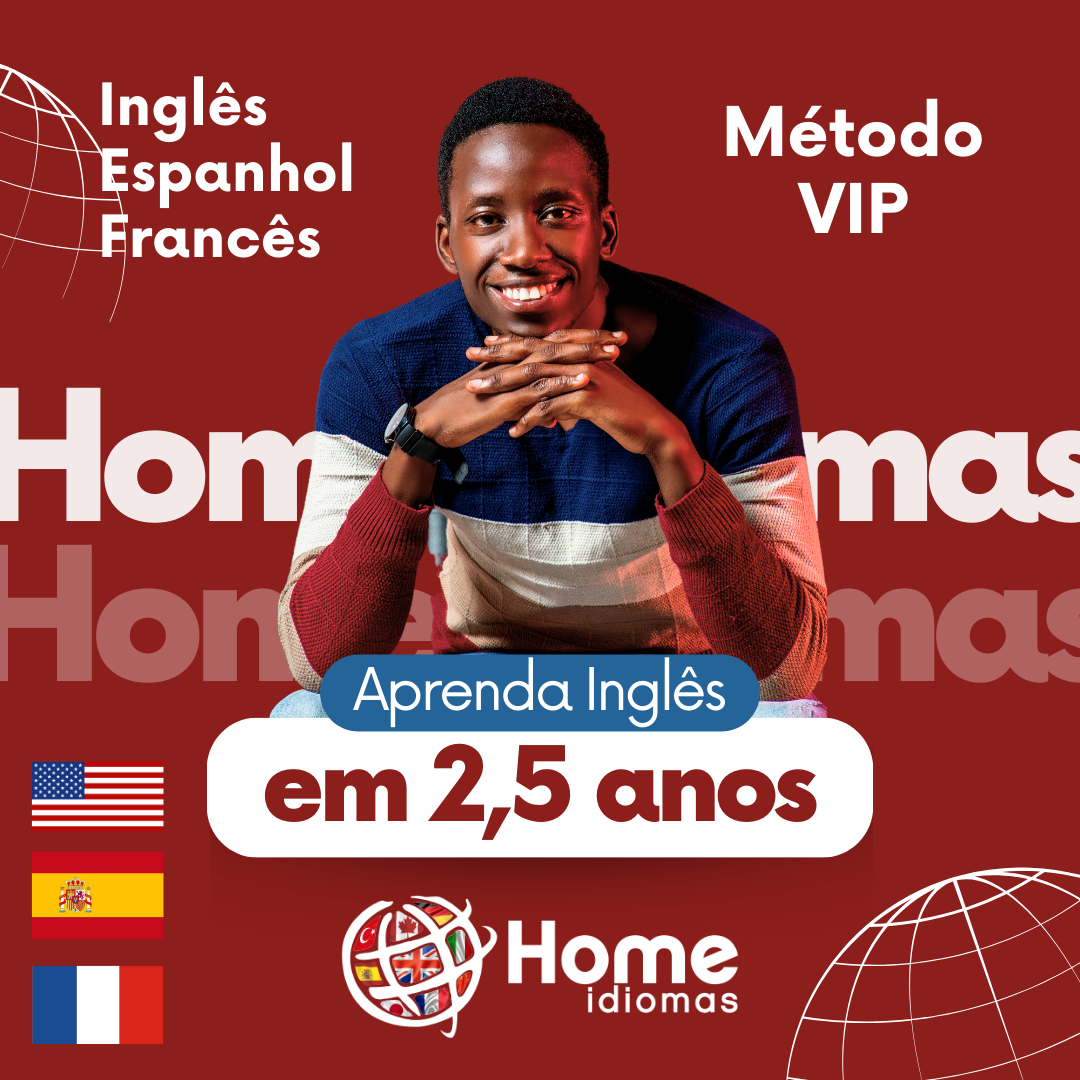 Inglês
Espanhol
Francês
Método
VIP
Aprenda Inglês
em 2,5 anos
Home
idiomas